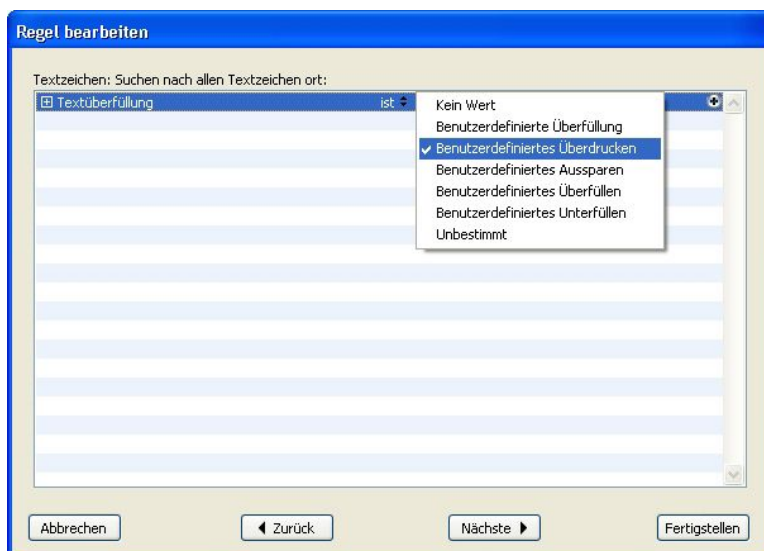 Regel bearbeiten
Textzeichen: Suchen nach allen Textzeichen ort:
Textüberfüllung ist
Kein Wert
Benutzerdefinierte Überfüllung
Benutzerdefiniertes Überdrucken
Benutzerdefiniertes Aussparen
Benutzerdefiniertes Überfüllen
Benutzerdefiniertes Unterfüllen
Unbestimmt
Abbrechen Zurück Nächste Fertigstellen